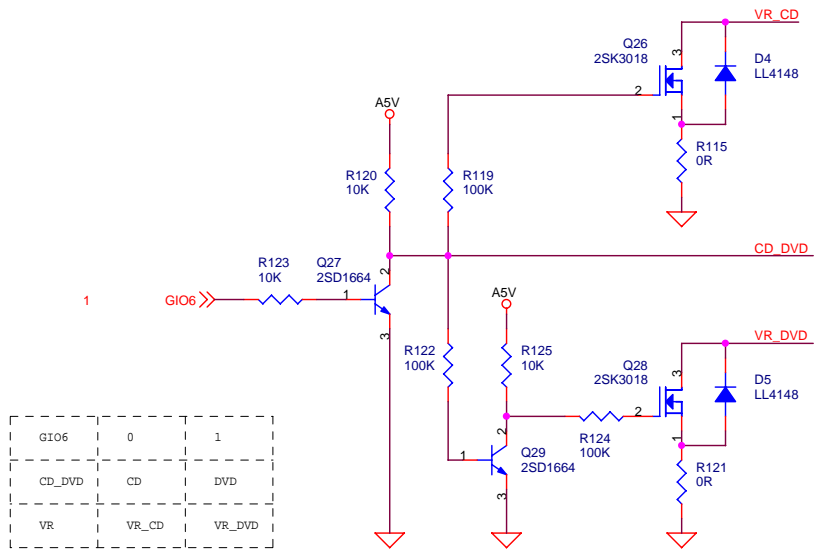 VR_CD
Q26
2SK3018
3
2
1
D4
LL4148
R115
0R
A5V
R120
10K
R119
100K
CD_DVD
R123
10K
Q27
2SD1664
2
1
3
1
GIO6
A5V
R122
100K
R125
10K
VR_DVD
Q28
2SK3018
3
2
1
D5
LL4148
R124
100K
Q29
2SD1664
2
1
3
R121
0R
GIO6 0 1
CD_DVD CD DVD
VR VR_CD VR_DVD